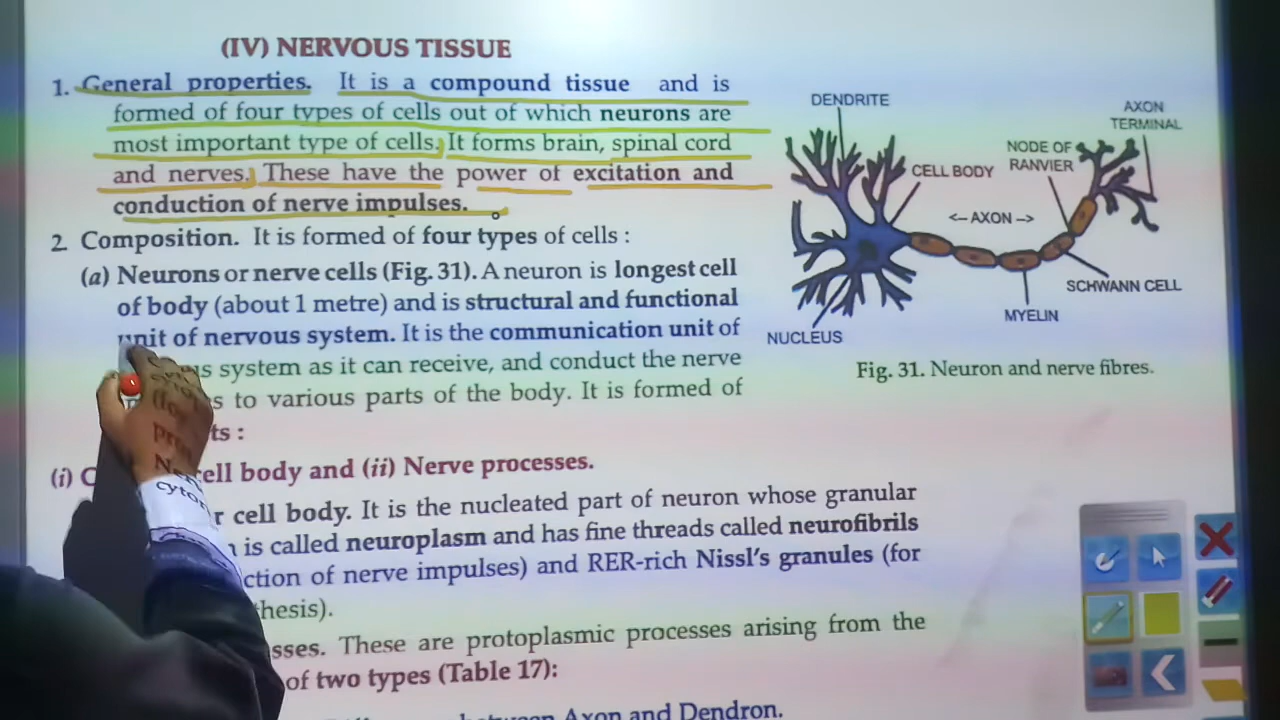 (IV) NERVOUS TISSUE
1. General properties. It is a compound tissue and is
formed of four types of cells out of which neurons are
most important type of cells. It forms brain, spinal cord
and nerves. These have the power of excitation and
conduction of nerve impulses.
2. Composition. It is formed of four types of cells :
(a) Neurons or nerve cells (Fig. 31). A neuron is longest cell
of body (about 1 metre) and is structural and functional
unit of nervous system. It is the communication unit of
system as it can receive, and conduct the nerve
to various parts of the body. It is formed of
(i) cell body and (ii) Nerve processes.
cell body. It is the nucleated part of neuron whose granular
is called neuroplasm and has fine threads called neurofibrils
of nerve impulses) and RER-rich Nissl's granules (for
These are protoplasmic processes arising from the
of two types (Table 17):
between Axon and Dendron.
DENDRITE
AXON
TERMINAL
NODE OF
RANVIER
CELL BODY
<– AXON –>
SCHWANN CELL
MYELIN
NUCLEUS
Fig. 31. Neuron and nerve fibres.